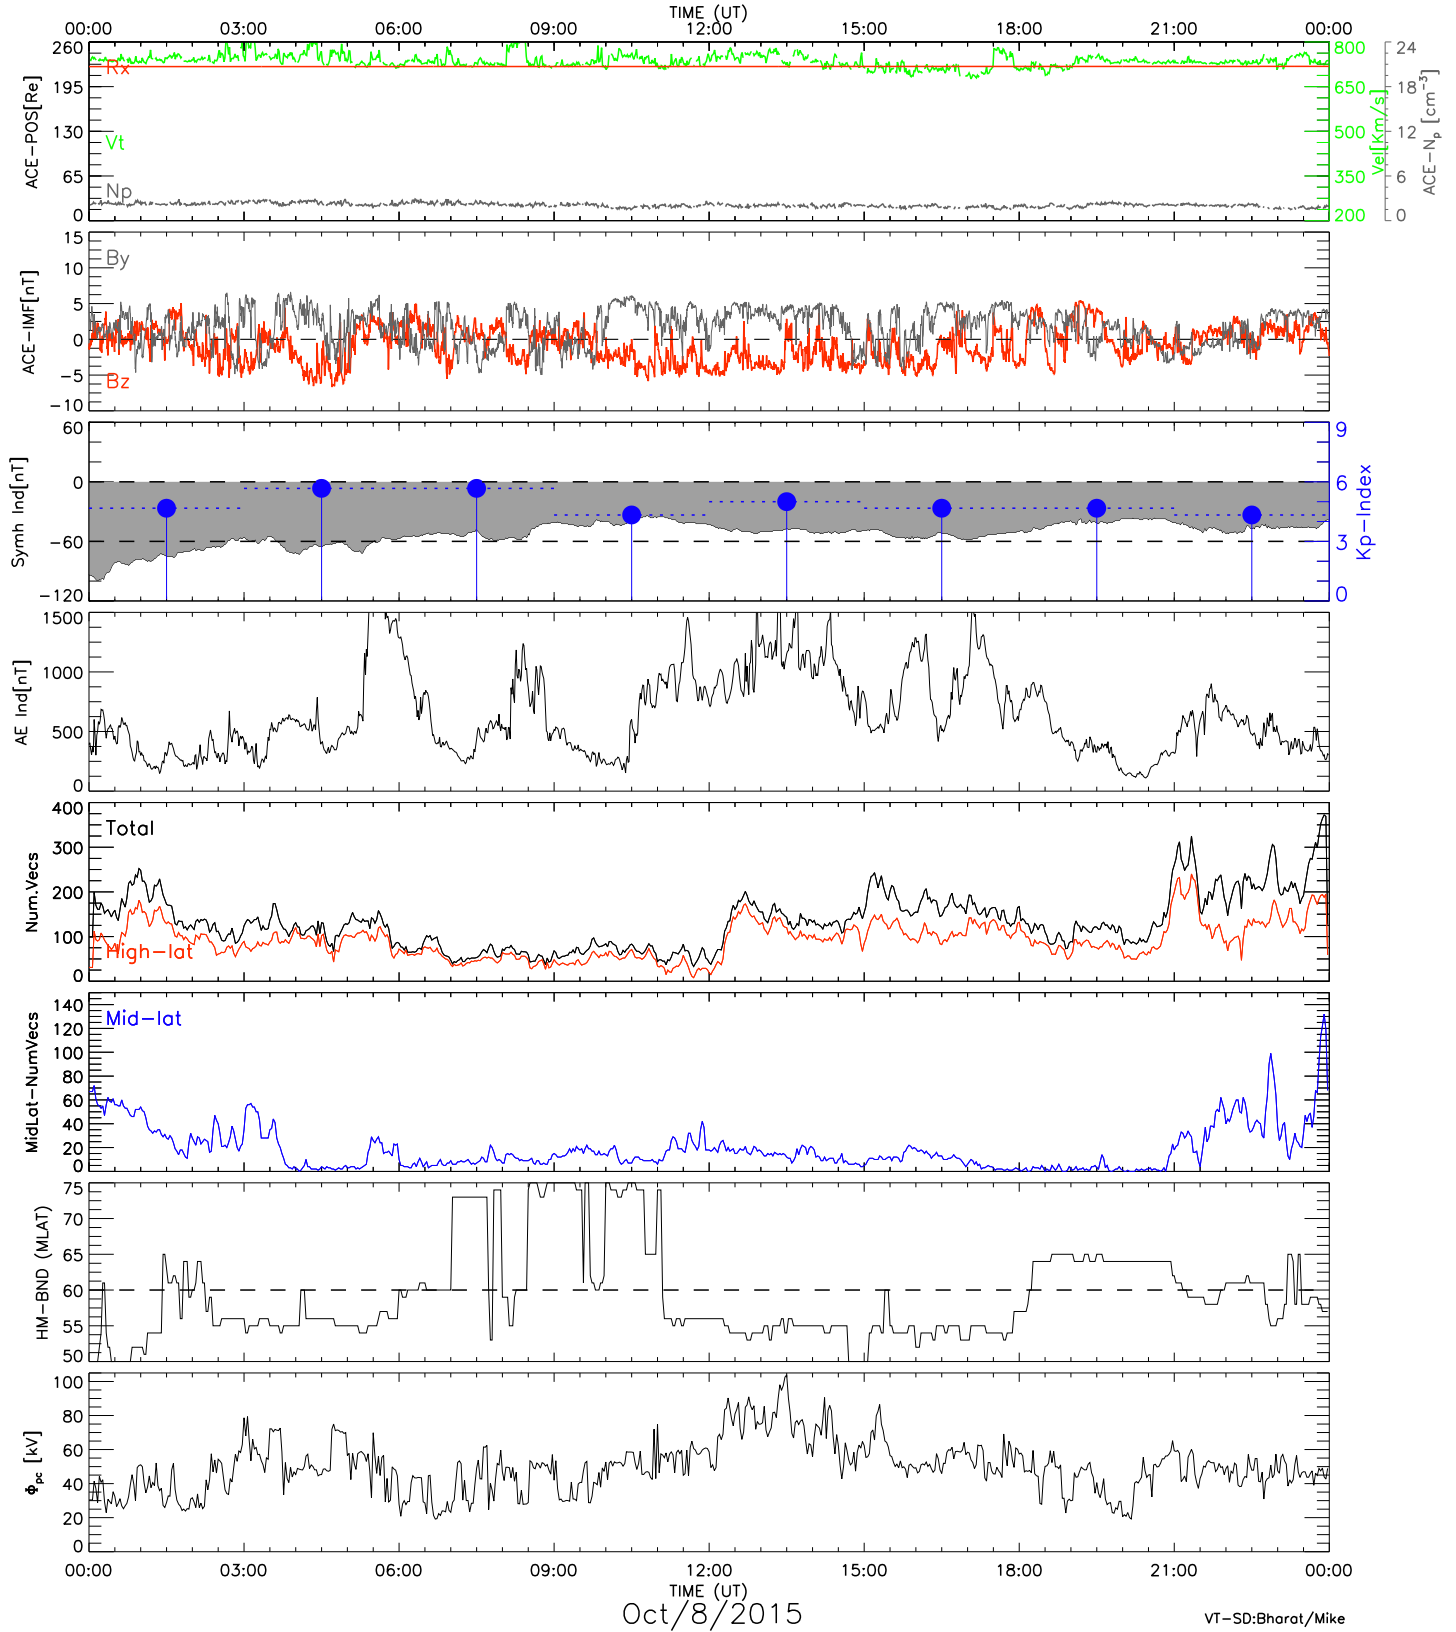 TIME (UT)
00:00 03:00 06:00 09:00 12:00 15:00 18:00 21:00 00:00
260 195 130 65 0
ACE-POS[Re]
Rx
Vt
Np
800 650 500 350 200
Vel[Km/s]
24 18 12 6 0
ACE-Np [cm-3]
15 10 5 0 -5 -10
ACE-IMF[nT]
By
Bz
60 0 -60 -120
Symh Ind[nT]
9 6 3 0
Kp-Index
1500 1000 500 0
AE Ind[nT]
400 300 200 100 0
Num.Vecs
Total
High-lat
140 120 100 80 60 40 20 0
MidLat-NumVecs
Mid-lat
75 70 65 60 55 50
HM-BND (MLAT)
100 80 60 40 20 0
Φpc [kV]
00:00 03:00 06:00 09:00 12:00 15:00 18:00 21:00 00:00
TIME (UT)
Oct/8/2015
VT-SD:Bharat/Mike